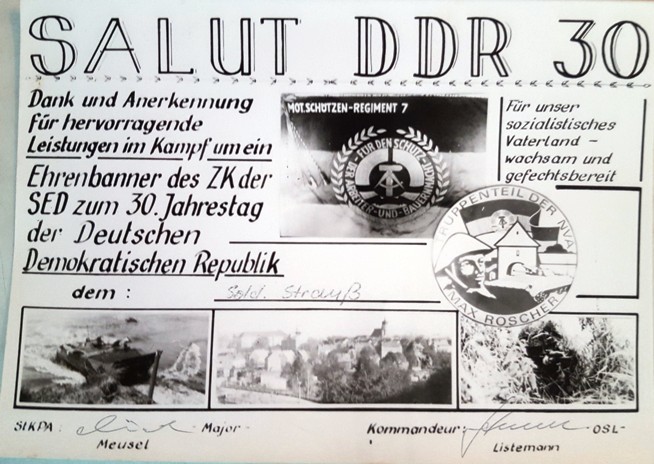 SALUT DDR 30
Dank und Anerkennung
für hervorragende
Leistungen im Kampf um ein
Ehrenbanner des ZK der
SED zum 30. Jahrestag
der Deutschen
Demokratischen Republik
dem :
Sold. Strauß
MOT. SCHÜTZEN-REGIMENT 7
FÜR DEN SCHUTZ DER ARBEITER-UND-BAUERN-MACHT
Für unser
sozialistisches
Vaterland –
wachsam und
gefechtsbereit
TRUPPENTEIL DER NVA
MAX ROSCHER
StKPA : Major
Meusel
Kommandeur: OSL-
Listemann